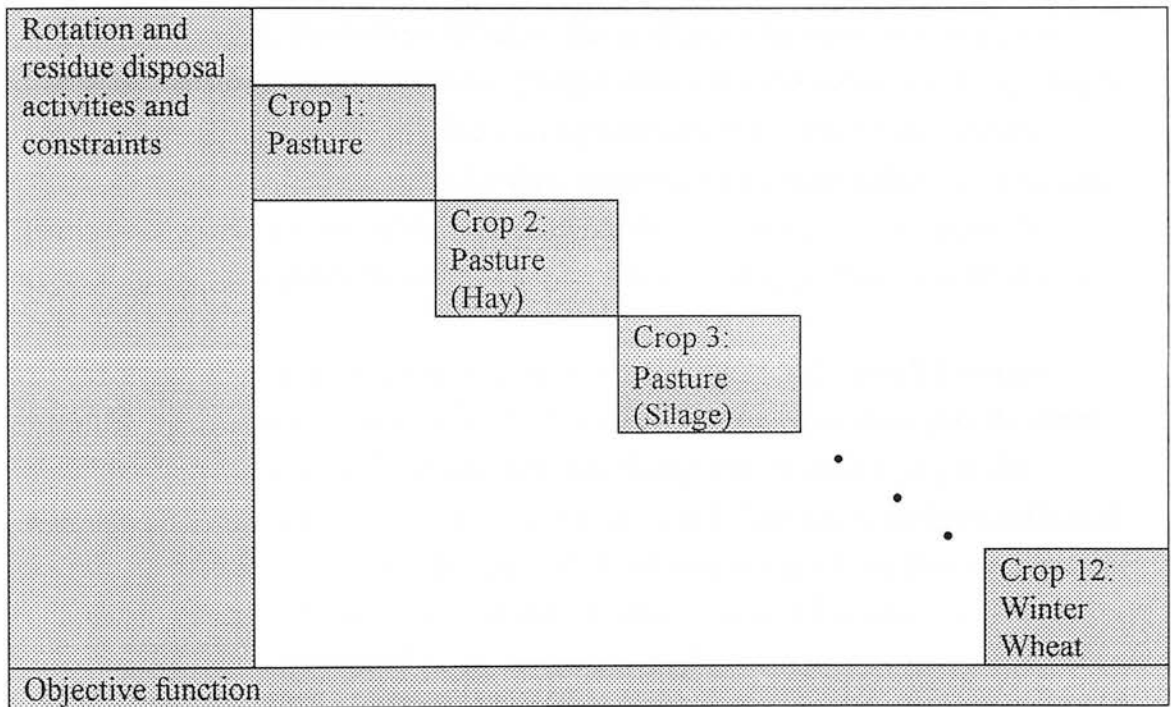 Rotation and
residue disposal
activities and
constraints
Crop 1:
Pasture
Crop 2:
Pasture
(Hay)
Crop 3:
Pasture
(Silage)
Crop 12:
Winter
Wheat
Objective function